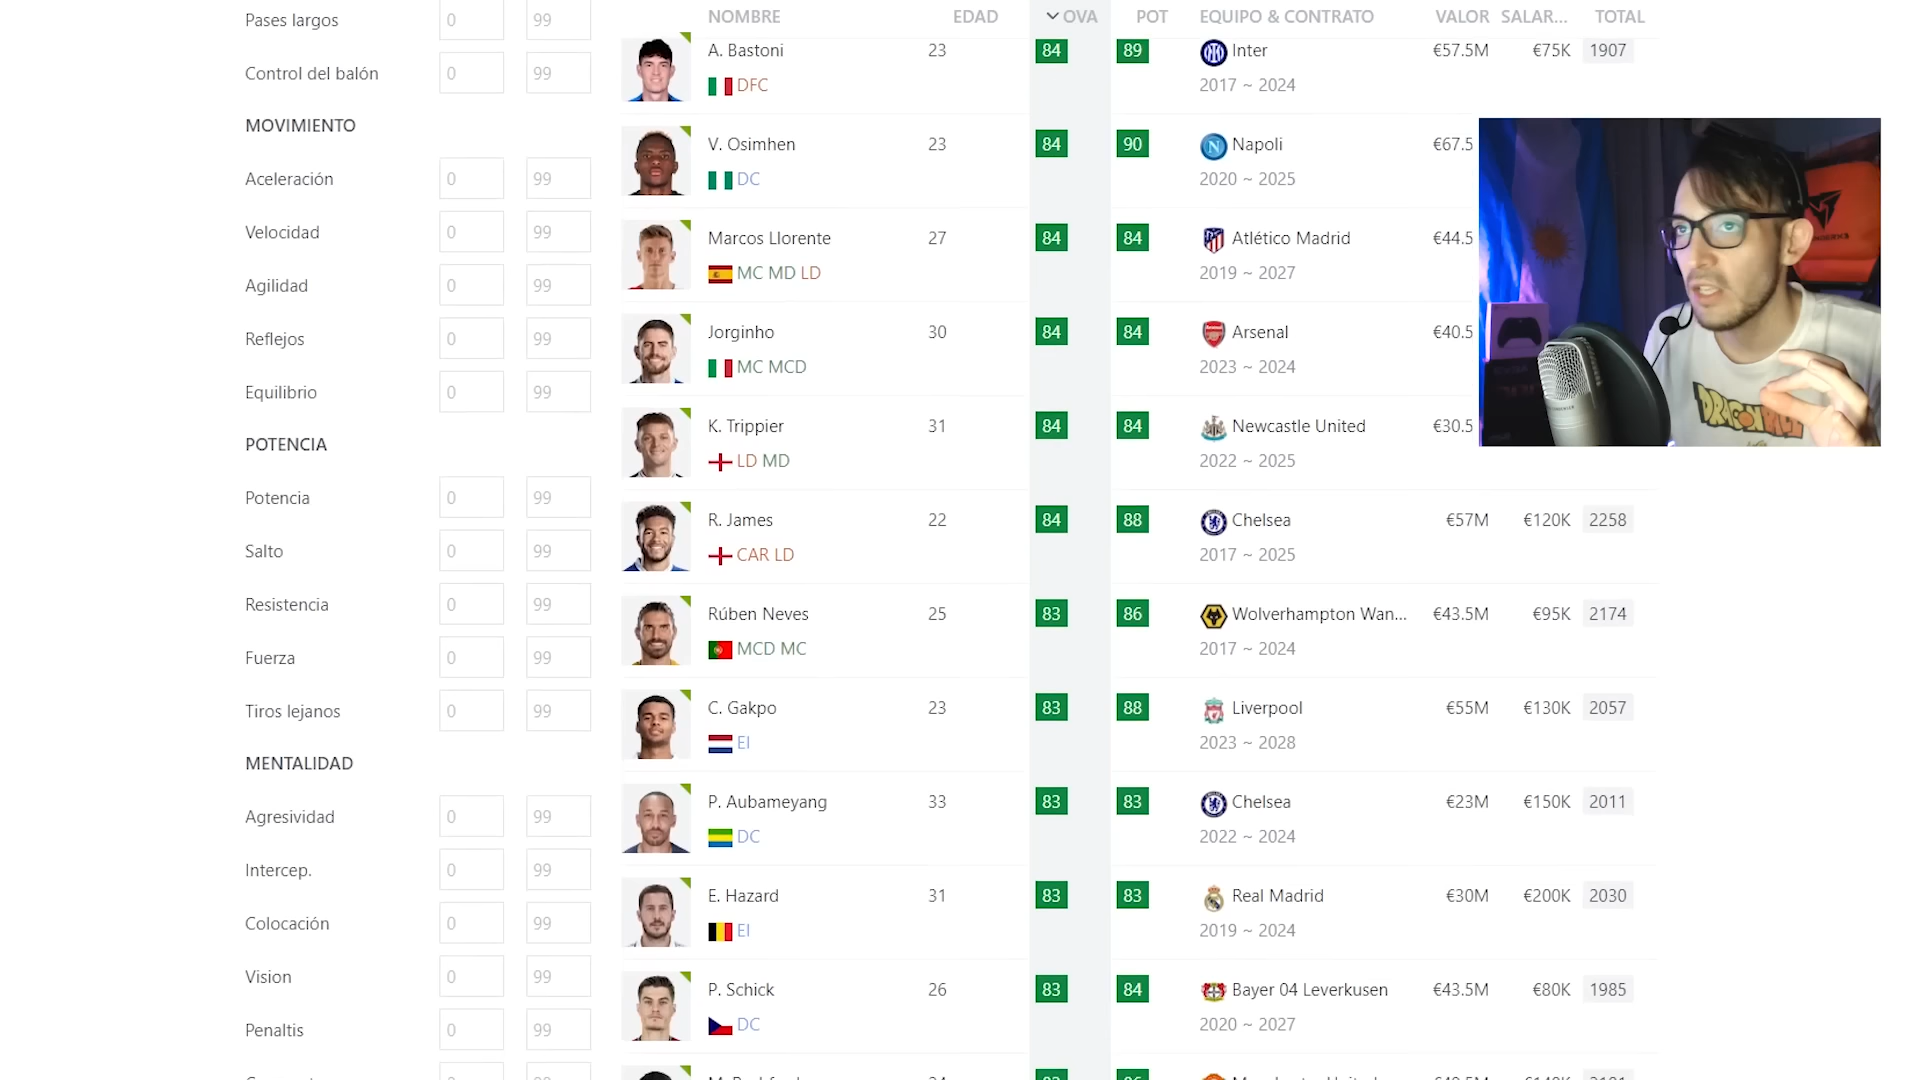 NOMBRE EDAD OVA POT EQUIPO & CONTRATO VALOR SALAR... TOTAL
Pases largos 0 99
Control del balón 0 99
MOVIMIENTO
Aceleración 0 99
Velocidad 0 99
Agilidad 0 99
Reflejos 0 99
Equilibrio 0 99
POTENCIA
Potencia 0 99
Salto 0 99
Resistencia 0 99
Fuerza 0 99
Tiros lejanos 0 99
MENTALIDAD
Agresividad 0 99
Intercep. 0 99
Colocación 0 99
Vision 0 99
Penaltis 0 99
A. Bastoni 23 84 89 Inter €57.5M €75K 1907
DFC 2017 ~ 2024
V. Osimhen 23 84 90 Napoli €67.5
DC 2020 ~ 2025
Marcos Llorente 27 84 84 Atlético Madrid €44.5
MC MD LD 2019 ~ 2027
Jorginho 30 84 84 Arsenal €40.5
MC MCD 2023 ~ 2024
K. Trippier 31 84 84 Newcastle United €30.5
LD MD 2022 ~ 2025
R. James 22 84 88 Chelsea €57M €120K 2258
CAR LD 2017 ~ 2025
Rúben Neves 25 83 86 Wolverhampton Wan... €43.5M €95K 2174
MCD MC 2017 ~ 2024
C. Gakpo 23 83 88 Liverpool €55M €130K 2057
EI 2023 ~ 2028
P. Aubameyang 33 83 83 Chelsea €23M €150K 2011
DC 2022 ~ 2024
E. Hazard 31 83 83 Real Madrid €30M €200K 2030
EI 2019 ~ 2024
P. Schick 26 83 84 Bayer 04 Leverkusen €43.5M €80K 1985
DC 2020 ~ 2027